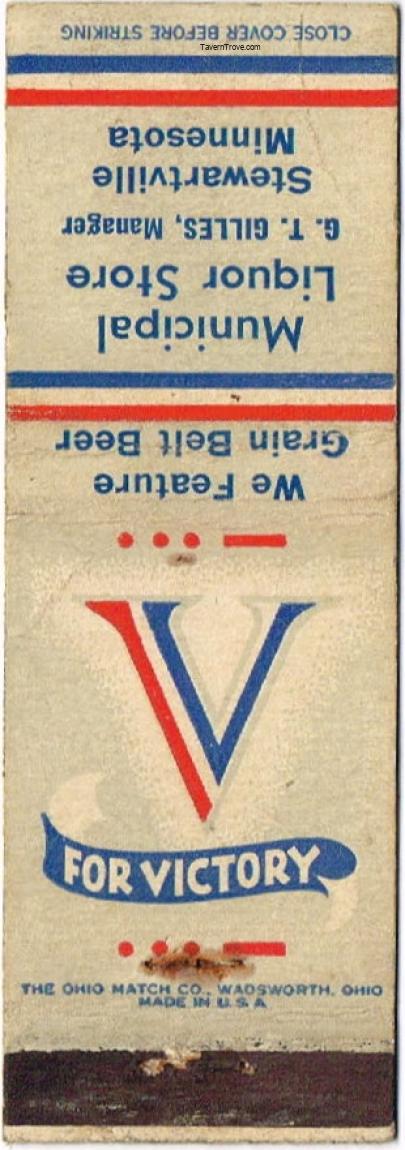 CLOSE COVER BEFORE STRIKING
TavernTrove.com
Municipal
Liquor Store
G. T. GILLES, Manager
Stewartville
Minnesota
We Feature
Grain Belt Beer
V
FOR VICTORY
THE OHIO MATCH CO., WADSWORTH, OHIO
MADE IN U.S.A